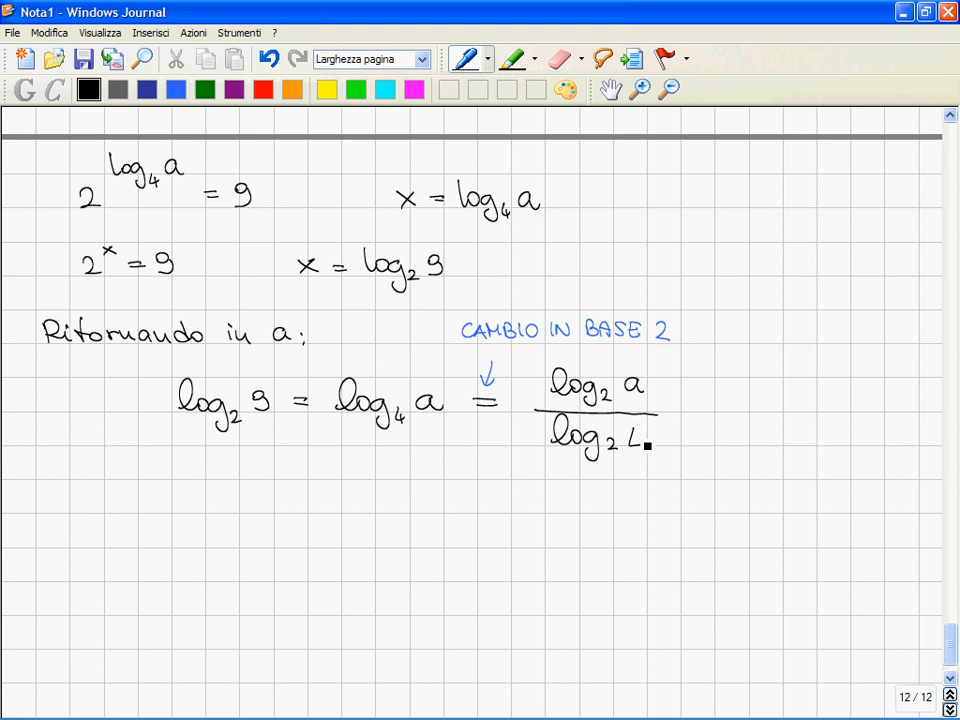 Nota1 - Windows Journal
File Modifica Visualizza Inserisci Azioni Strumenti ?
Larghezza pagina
G C
2^(log₄ a) = 9 x = log₄ a
2^x = 9 x = log₂ 9
Ritornando in a:
CAMBIO IN BASE 2
↓
log₂ 9 = log₄ a = log₂ a
log₂ 4
12 / 12